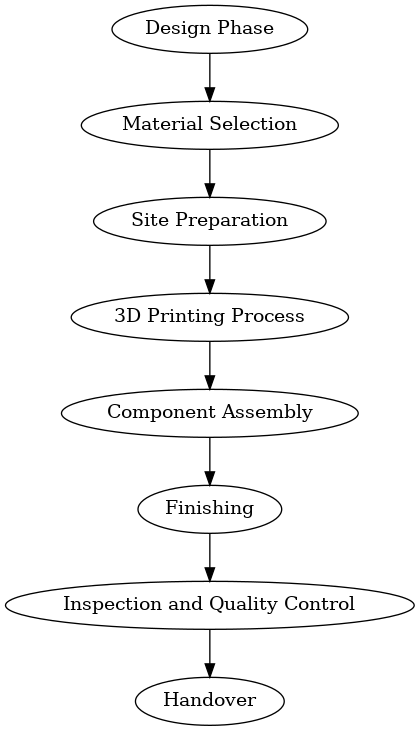 Design Phase
Material Selection
Site Preparation
3D Printing Process
Component Assembly
Finishing
Inspection and Quality Control
Handover